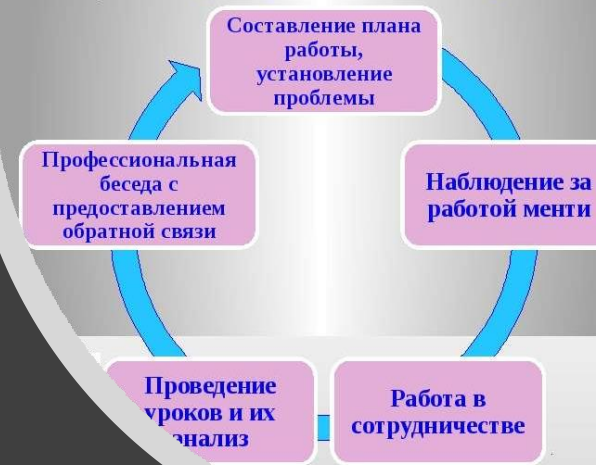 Составление плана
работы,
установление
проблемы
Наблюдение за
работой менти
Работа в
сотрудничестве
Проведение
уроков и их
анализ
Профессиональная
беседа с
предоставлением
обратной связи